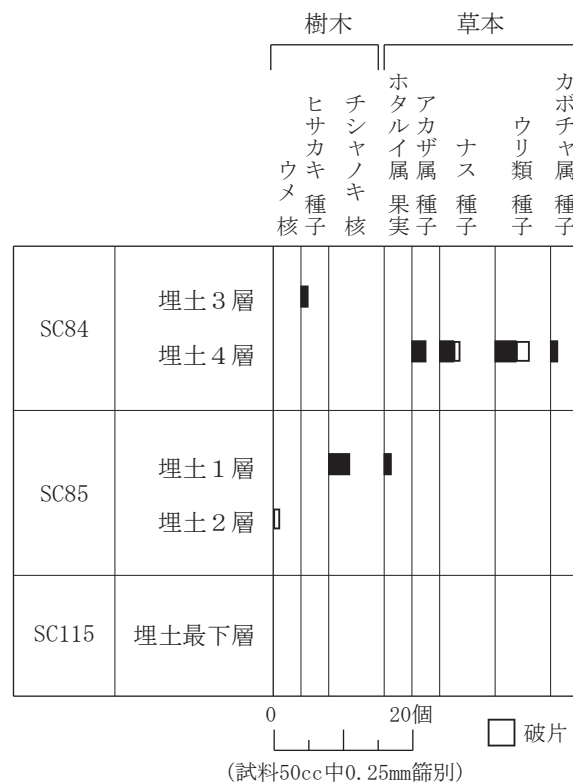 樹木
草本
ウメ 核
ヒサカキ 種子
チシャノキ 核
ホタルイ属 果実
アカザ属 種子
ナス 種子
ウリ類 種子
カボチャ属 種子
SC84
埋土3層
埋土4層
SC85
埋土1層
埋土2層
SC115
埋土最下層
0
20個
破片
(試料50cc中0.25mm篩別)